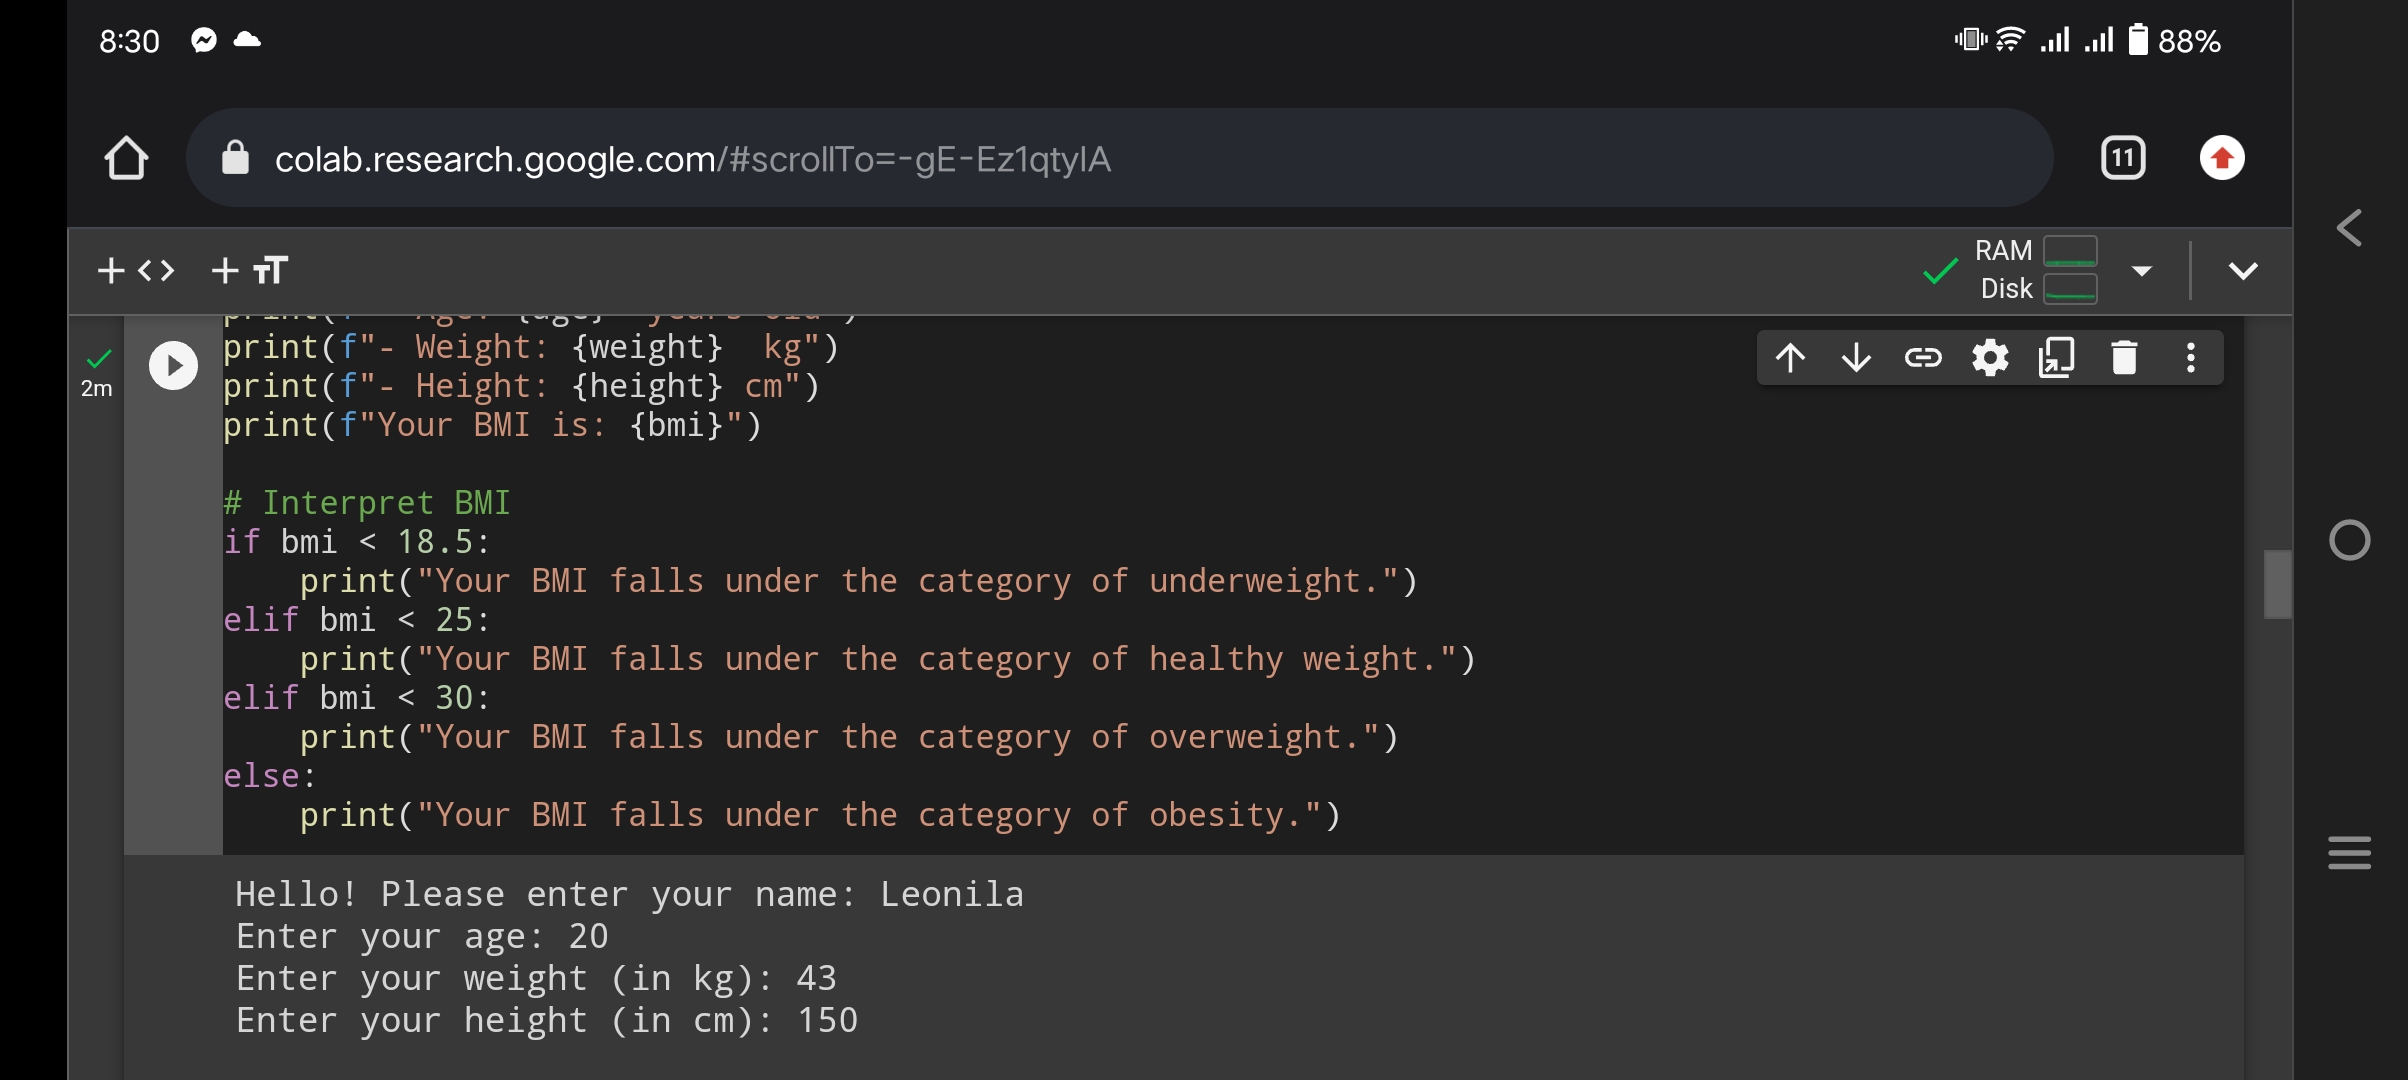 8:30
88%
colab.research.google.com/#scrollTo=-gE-Ez1qtylA
11
RAM
Disk
print(f"- Age: {age}  years old")
2m
print(f"- Weight: {weight}  kg")
print(f"- Height: {height} cm")
print(f"Your BMI is: {bmi}")
# Interpret BMI
if bmi < 18.5:
    print("Your BMI falls under the category of underweight.")
elif bmi < 25:
    print("Your BMI falls under the category of healthy weight.")
elif bmi < 30:
    print("Your BMI falls under the category of overweight.")
else:
    print("Your BMI falls under the category of obesity.")
Hello! Please enter your name: Leonila
Enter your age: 20
Enter your weight (in kg): 43
Enter your height (in cm): 150